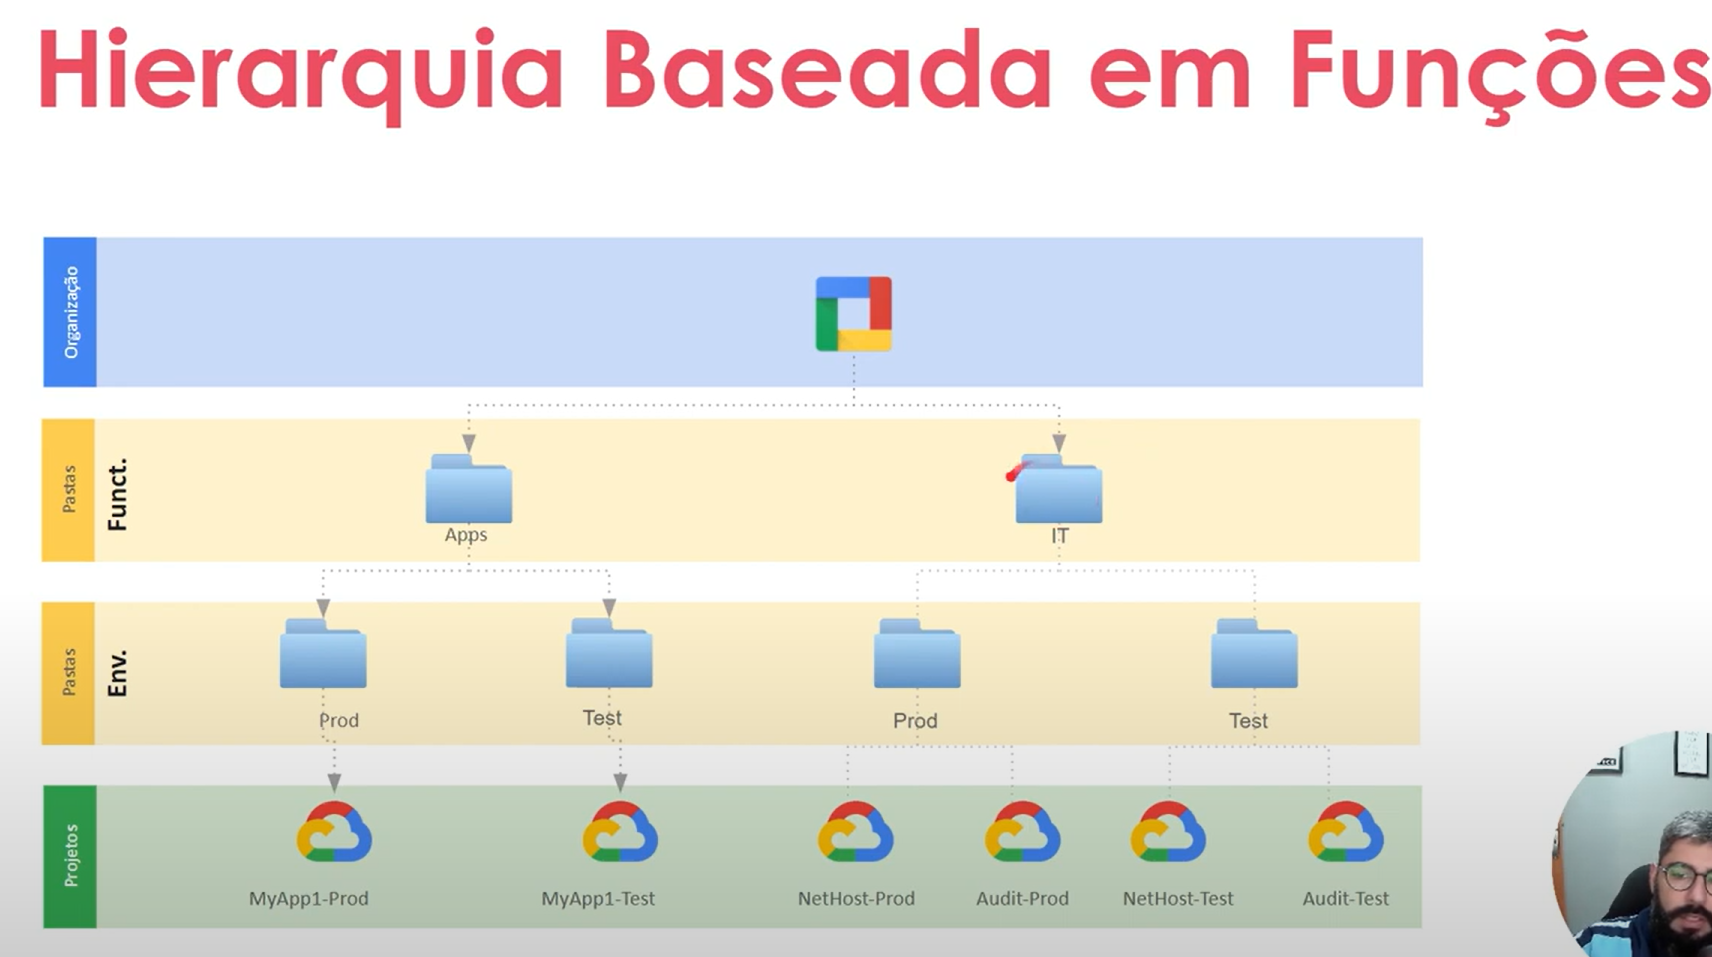 Hierarquia Baseada em Funções
Organização
Pastas
Funct.
Apps
IT
Pastas
Env.
Prod
Test
Prod
Test
Projetos
MyApp1-Prod
MyApp1-Test
NetHost-Prod
Audit-Prod
NetHost-Test
Audit-Test